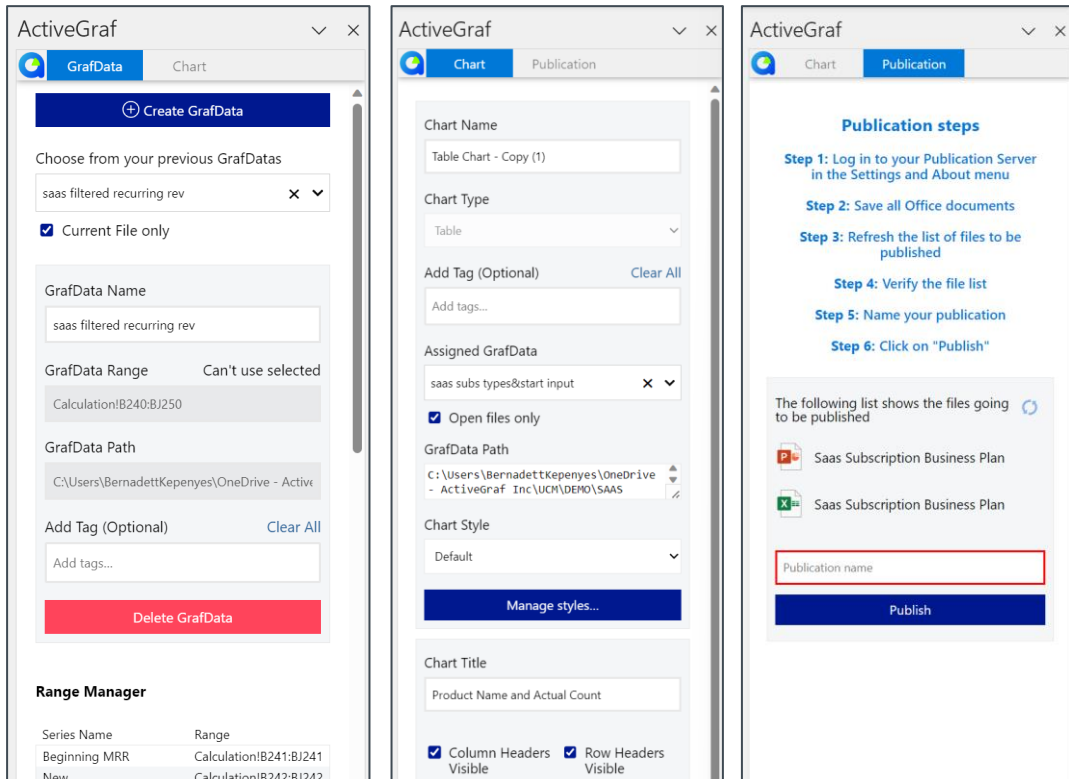 ActiveGraf
GrafData Chart
Create GrafData
Choose from your previous GrafDatas
saas filtered recurring rev
Current File only
GrafData Name
saas filtered recurring rev
GrafData Range Can't use selected
Calculation!B240:BJ250
GrafData Path
C:\Users\BernadettKepenyes\OneDrive - Active
Add Tag (Optional) Clear All
Add tags...
Delete GrafData
Range Manager
Series Name Range
Beginning MRR Calculation!B241:BJ241
New Calculation!B242:BJ242
ActiveGraf
Chart Publication
Chart Name
Table Chart - Copy (1)
Chart Type
Table
Add Tag (Optional) Clear All
Add tags...
Assigned GrafData
saas subs types&start input
Open files only
GrafData Path
C:\Users\BernadettKepenyes\OneDrive
- ActiveGraf Inc\UCM\DEMO\SAAS
Chart Style
Default
Manage styles...
Chart Title
Product Name and Actual Count
Column Headers Row Headers
Visible Visible
ActiveGraf
Chart Publication
Publication steps
Step 1: Log in to your Publication Server
in the Settings and About menu
Step 2: Save all Office documents
Step 3: Refresh the list of files to be
published
Step 4: Verify the file list
Step 5: Name your publication
Step 6: Click on "Publish"
The following list shows the files going
to be published
Saas Subscription Business Plan
Saas Subscription Business Plan
Publication name
Publish